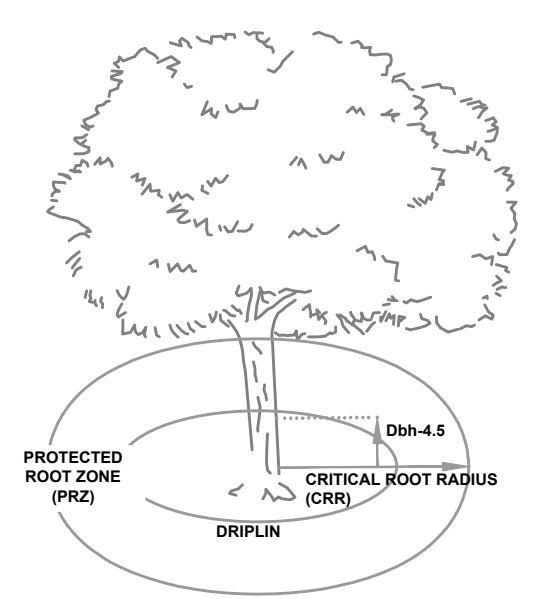 Dbh-4.5
PROTECTED
ROOT ZONE
(PRZ)
CRITICAL ROOT RADIUS
(CRR)
DRIPLIN